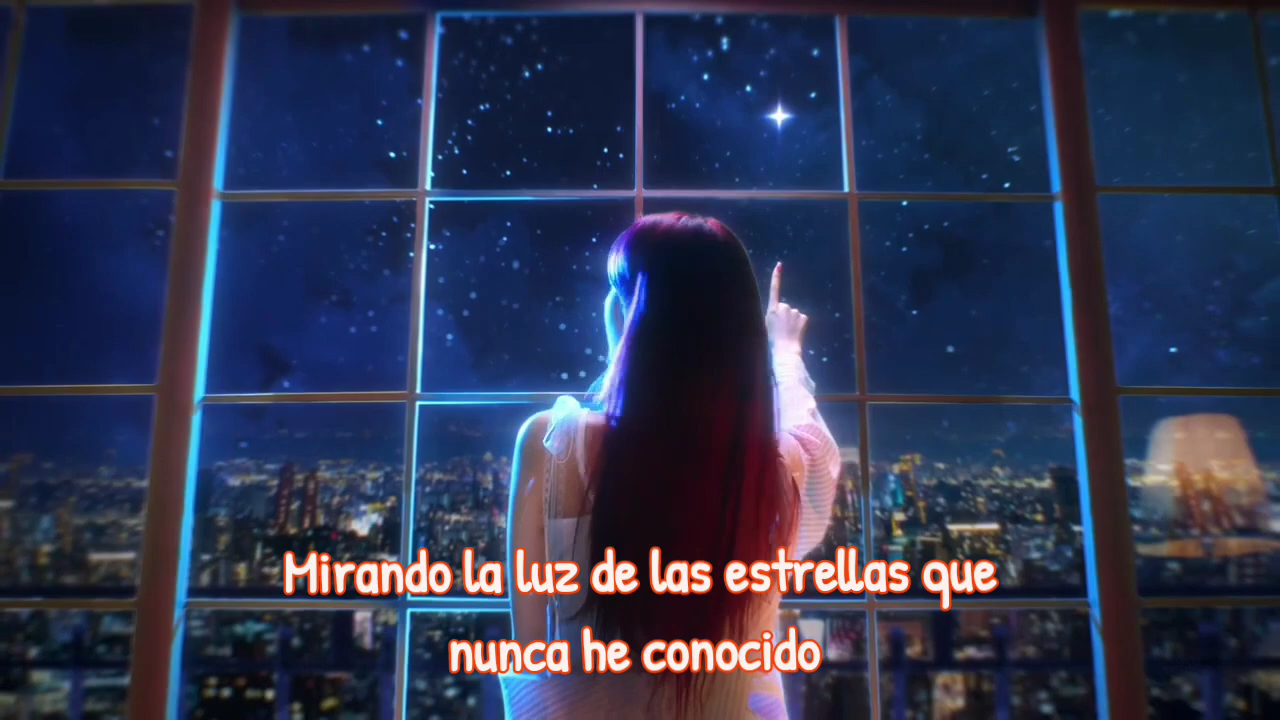 Mirando la luz de las estrellas que
nunca he conocido